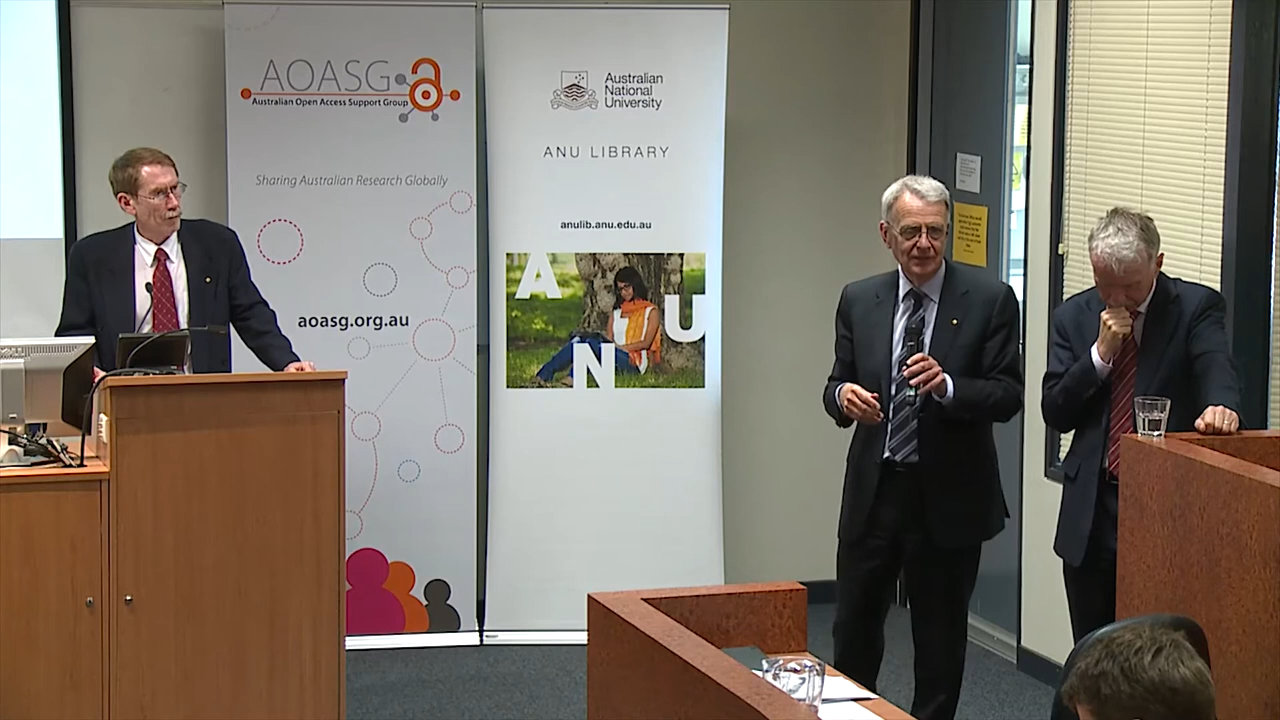 AOASG
Australian Open Access Support Group
Sharing Australian Research Globally
aoasg.org.au
Australian
National
University
ANU LIBRARY
anulib.anu.edu.au
A
N
U